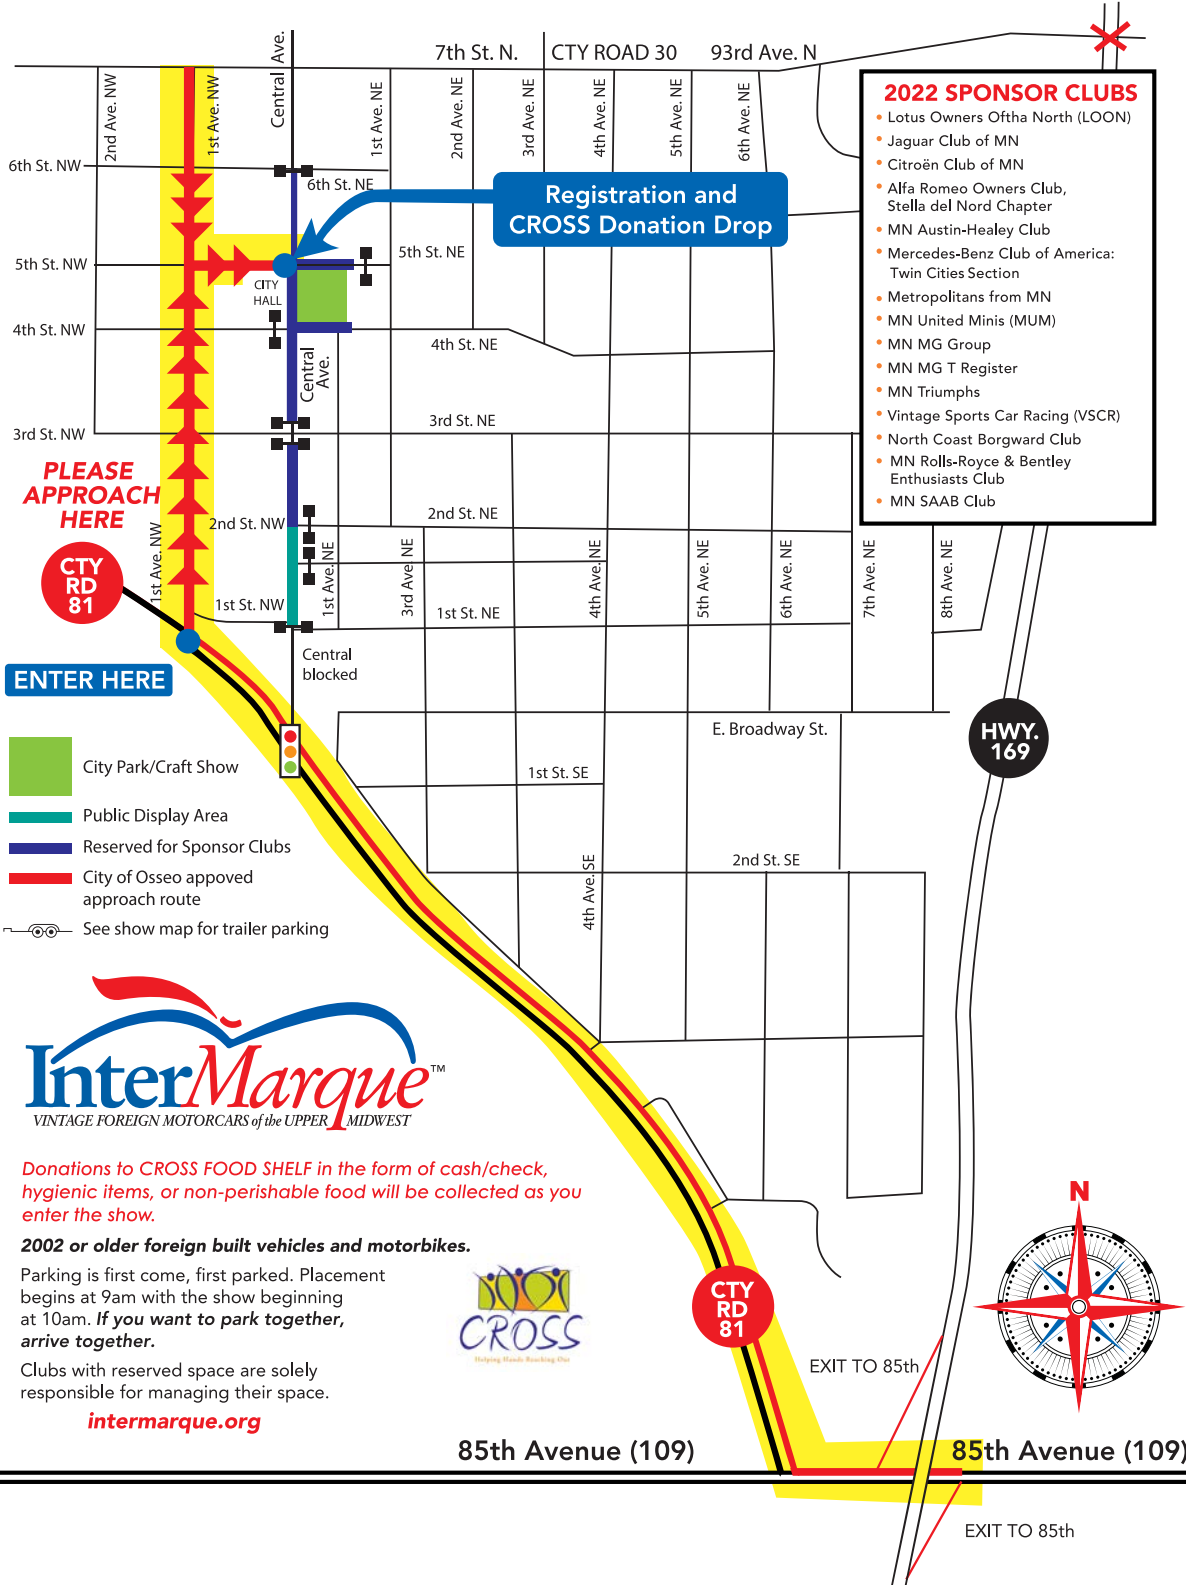 7th St. N.
CTY ROAD 30
93rd Ave. N
2nd Ave. NW
1st Ave. NW
Central Ave.
1st Ave. NE
2nd Ave. NE
3rd Ave. NE
4th Ave. NE
5th Ave. NE
6th Ave. NE
2022 SPONSOR CLUBS
• Lotus Owners Oftha North (LOON)
• Jaguar Club of MN
• Citroën Club of MN
• Alfa Romeo Owners Club,
Stella del Nord Chapter
• MN Austin-Healey Club
• Mercedes-Benz Club of America:
Twin Cities Section
• Metropolitans from MN
• MN United Minis (MUM)
• MN MG Group
• MN MG T Register
• MN Triumphs
• Vintage Sports Car Racing (VSCR)
• North Coast Borgward Club
• MN Rolls-Royce & Bentley
Enthusiasts Club
• MN SAAB Club
6th St. NW
6th St. NE
Registration and
CROSS Donation Drop
5th St. NW
5th St. NE
CITY
HALL
4th St. NW
4th St. NE
Central
Ave.
3rd St. NW
3rd St. NE
PLEASE
APPROACH
HERE
2nd St. NW
2nd St. NE
CTY
RD
81
1st Ave. NW
1st Ave. NE
3rd Ave. NE
4th Ave. NE
5th Ave. NE
6th Ave. NE
7th Ave. NE
8th Ave. NE
1st St. NW
1st St. NE
Central
blocked
ENTER HERE
E. Broadway St.
HWY.
169
1st St. SE
2nd St. SE
4th Ave. SE
City Park/Craft Show
Public Display Area
Reserved for Sponsor Clubs
City of Osseo appoved
approach route
See show map for trailer parking
InterMarque™
VINTAGE FOREIGN MOTORCARS of the UPPER MIDWEST
Donations to CROSS FOOD SHELF in the form of cash/check,
hygienic items, or non-perishable food will be collected as you
enter the show.
2002 or older foreign built vehicles and motorbikes.
Parking is first come, first parked. Placement
begins at 9am with the show beginning
at 10am. If you want to park together,
arrive together.
Clubs with reserved space are solely
responsible for managing their space.
intermarque.org
CROSS
Helping Hands Reaching Out
N
CTY
RD
81
EXIT TO 85th
85th Avenue (109)
85th Avenue (109)
EXIT TO 85th